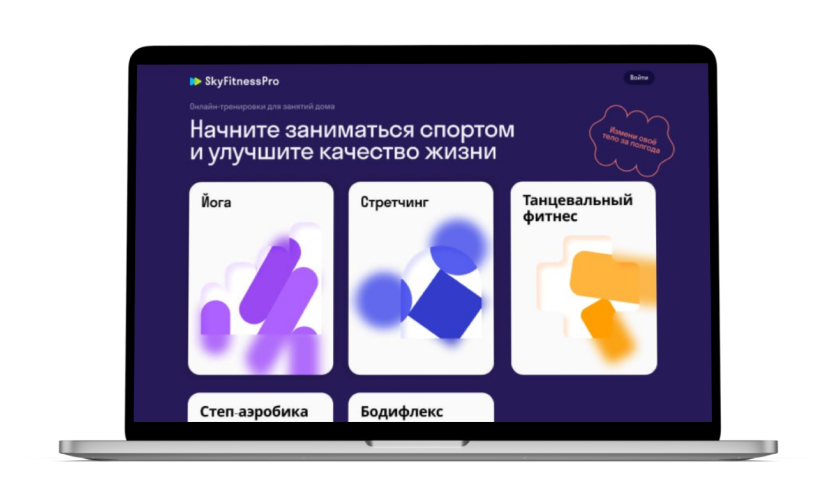 SkyFitnessPro
Войти
Онлайн-тренировки для занятий дома
Начните заниматься спортом
и улучшите качество жизни
Измени своё
тело за полгода
Йога
Стретчинг
Танцевальный
фитнес
Степ-аэробика
Бодифлекс